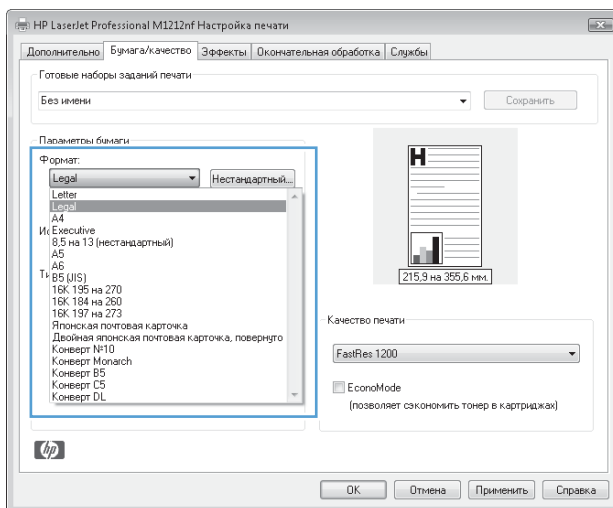 HP LaserJet Professional M1212nf Настройка печати
Дополнительно Бумага/качество Эффекты Окончательная обработка Службы
Готовые наборы заданий печати
Без имени Сохранить
Параметры бумаги
Формат:
Legal Нестандартный...
Letter
Legal
A4
Executive
8,5 на 13 (нестандартный)
A5
A6
B5 (JIS)
16K 195 на 270
16K 184 на 260
16K 197 на 273
Японская почтовая карточка
Двойная японская почтовая карточка, повернуто
Конверт №10
Конверт Monarch
Конверт B5
Конверт C5
Конверт DL
H
215,9 на 355,6 мм.
Качество печати
FastRes 1200
EconoMode
(позволяет сэкономить тонер в картриджах)
hp
OK Отмена Применить Справка